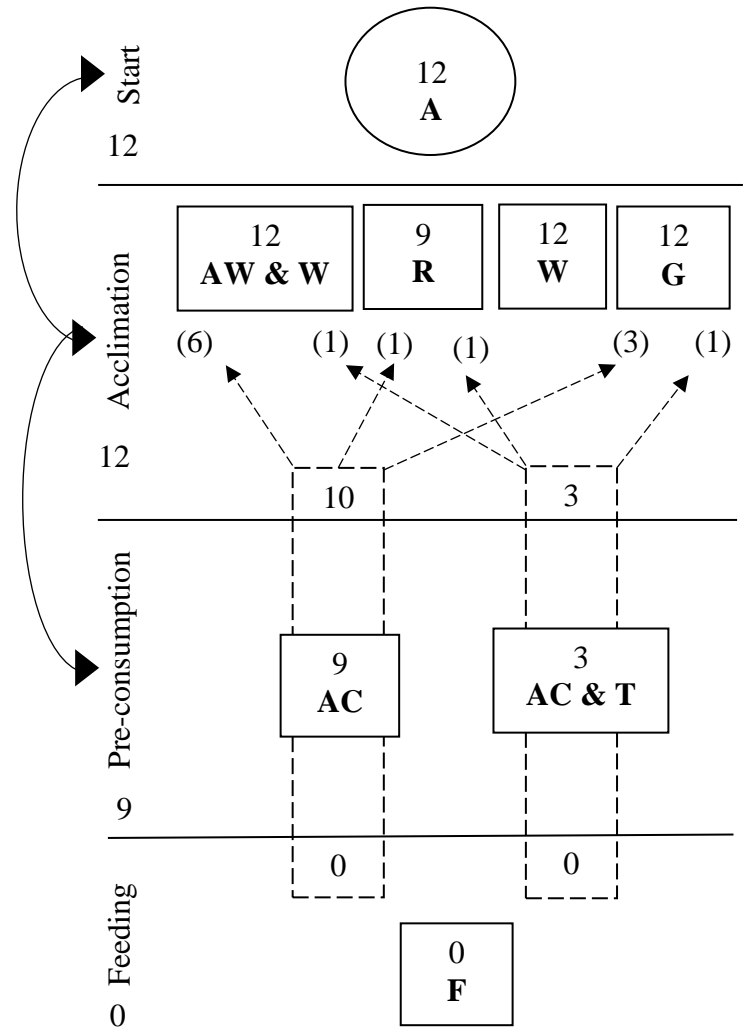 Start
12
12
A
Acclimation
12
12
AW & W
9
R
12
W
12
G
(6)
(1)
(1)
(1)
(3)
(1)
10
3
Pre-consumption
9
9
AC
3
AC & T
Feeding
0
0
0
0
F